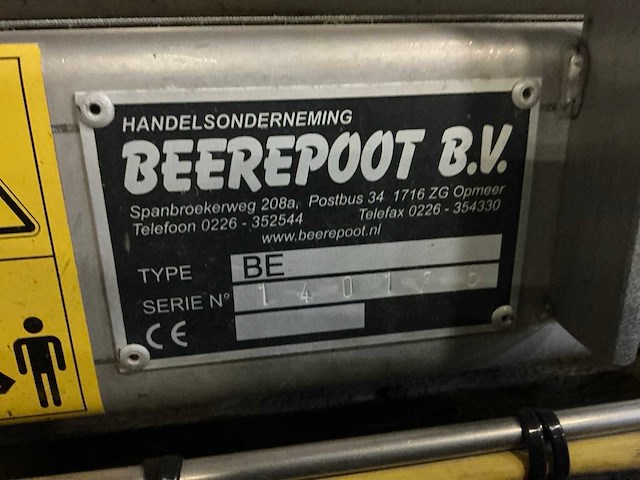 HANDELSONDERNEMING
BEEREPOOT B.V.
Spanbroekerweg 208a, Postbus 34 1716 ZG Opmeer
Telefoon 0226 - 352544 Telefax 0226 - 354330
www.beerepoot.nl
TYPE BE
SERIE N°
CE